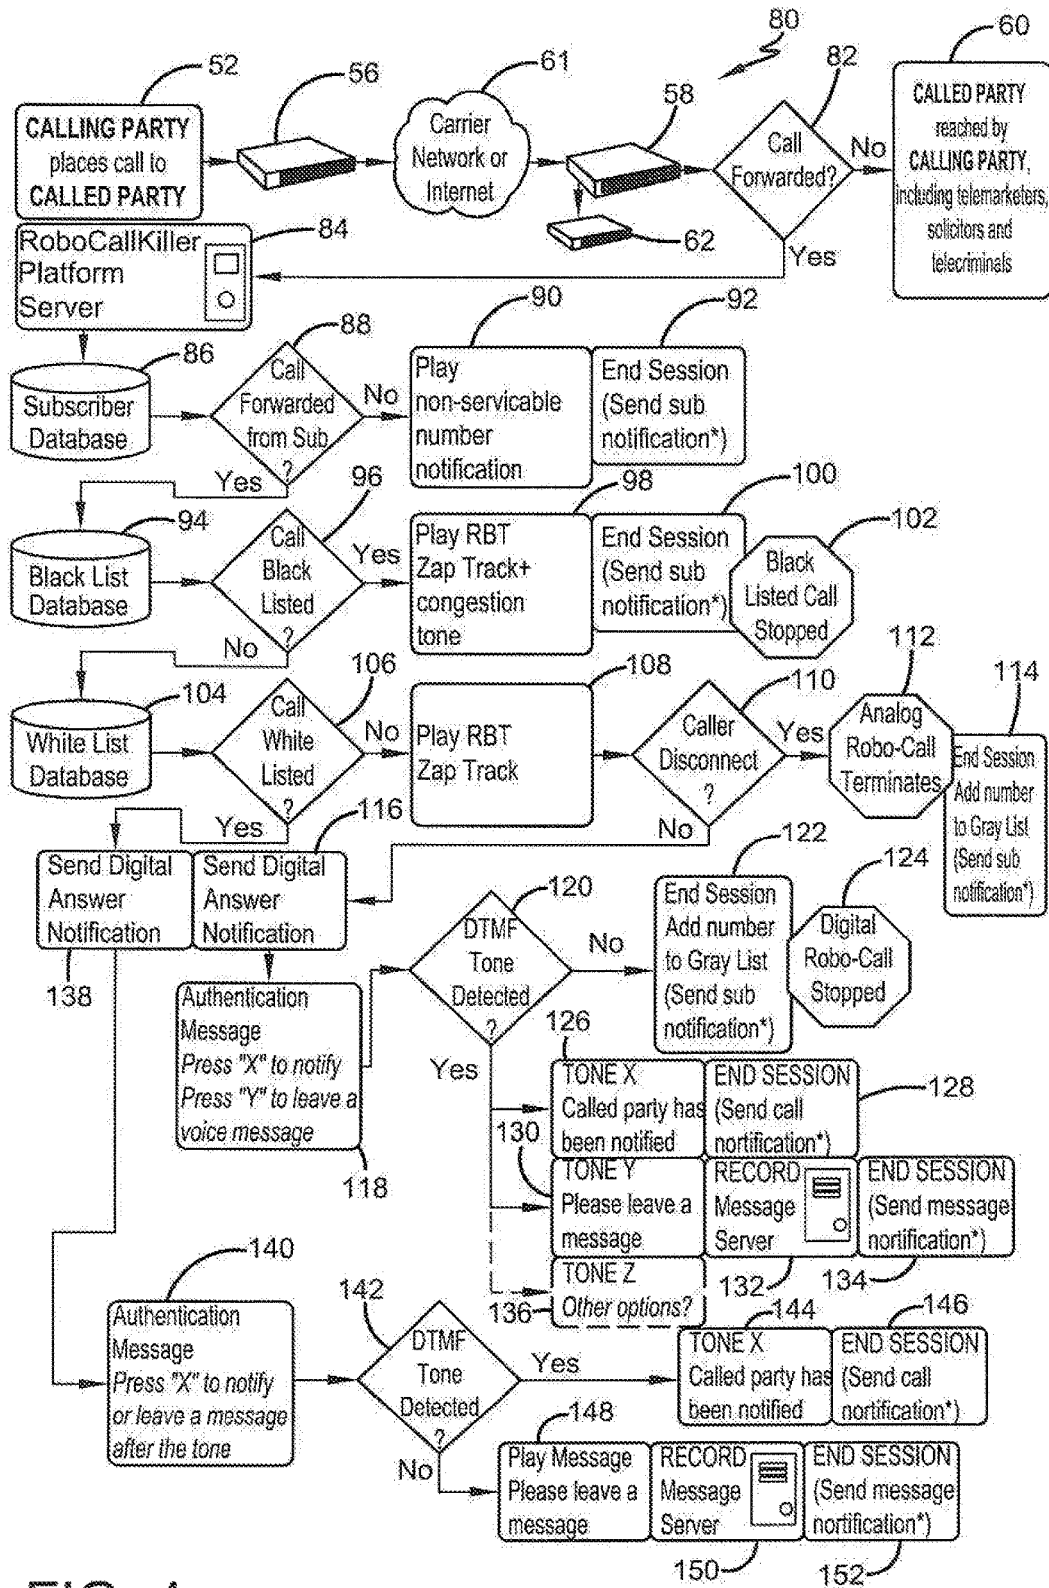 80
60
52
56
61
58
82
CALLING PARTY
places call to
CALLED PARTY
Carrier
Network or
Internet
Call
Forwarded?
No
CALLED PARTY
reached by
CALLING PARTY,
including telemarketers,
solicitors and
telecriminals
62
Yes
84
RoboCallKiller
Platform
Server
90
92
88
86
Subscriber
Database
Call
Forwarded
from Sub
?
No
Play
non-servicable
number
notification
End Session
(Send sub
notification*)
Yes
96
98
100
94
102
Black List
Database
Call
Black
Listed
?
Yes
Play RBT
Zap Track+
congestion
tone
End Session
(Send sub
notification*)
Black
Listed Call
Stopped
No
106
108
110
112
114
104
White List
Database
Call
White
Listed
?
No
Play RBT
Zap Track
Caller
Disconnect
?
Yes
Analog
Robo-Call
Terminates
End Session
Add number
to Gray List
(Send sub
notification*)
Yes
116
No
122
124
Send Digital
Answer
Notification
Send Digital
Answer
Notification
120
138
DTMF
Tone
Detected
?
No
End Session
Add number
to Gray List
(Send sub
notification*)
Digital
Robo-Call
Stopped
Authentication
Message
Press "X" to notify
Press "Y" to leave a
voice message
118
Yes
126
TONE X
Called party has
been notified
END SESSION
(Send call
nortification*)
128
130
TONE Y
Please leave a
message
RECORD
Message
Server
END SESSION
(Send message
nortification*)
132
134
TONE Z
Other options?
136
140
Authentication
Message
Press "X" to notify
or leave a message
after the tone
142
DTMF
Tone
Detected
?
Yes
144
146
TONE X
Called party has
been notified
END SESSION
(Send call
nortification*)
No
148
Play Message
Please leave a
message
RECORD
Message
Server
END SESSION
(Send message
nortification*)
150
152